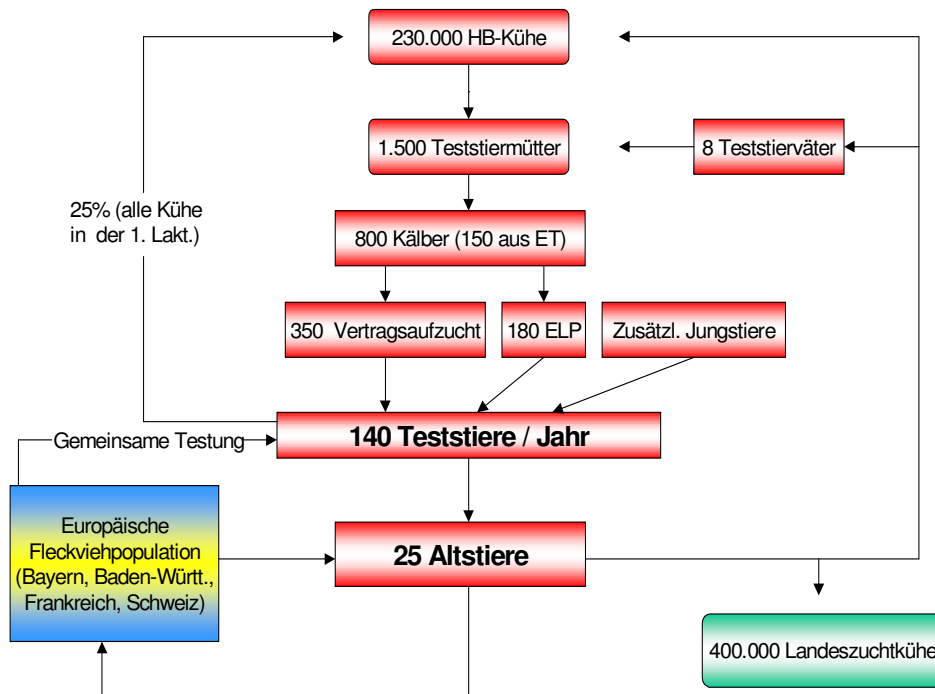 230.000 HB-Kühe
1.500 Teststiermütter
8 Teststierväter
25% (alle Kühe
in der 1. Lakt.)
800 Kälber (150 aus ET)
350 Vertragsaufzucht
180 ELP
Zusätzl. Jungstiere
140 Teststiere / Jahr
Gemeinsame Testung
Europäische
Fleckviehpopulation
(Bayern, Baden-Württ.,
Frankreich, Schweiz)
25 Altstiere
400.000 Landeszuchtkühe